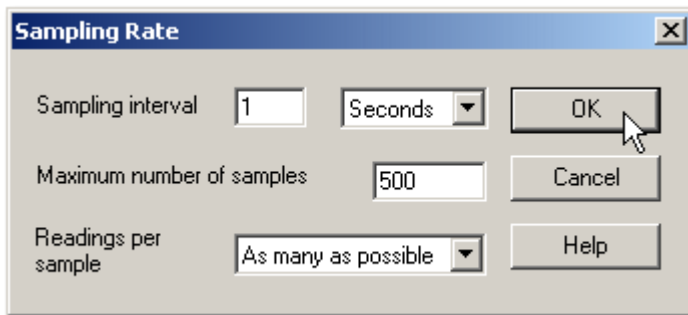 Sampling Rate
Sampling interval 1 Seconds OK
Maximum number of samples 500 Cancel
Readings per
sample As many as possible Help